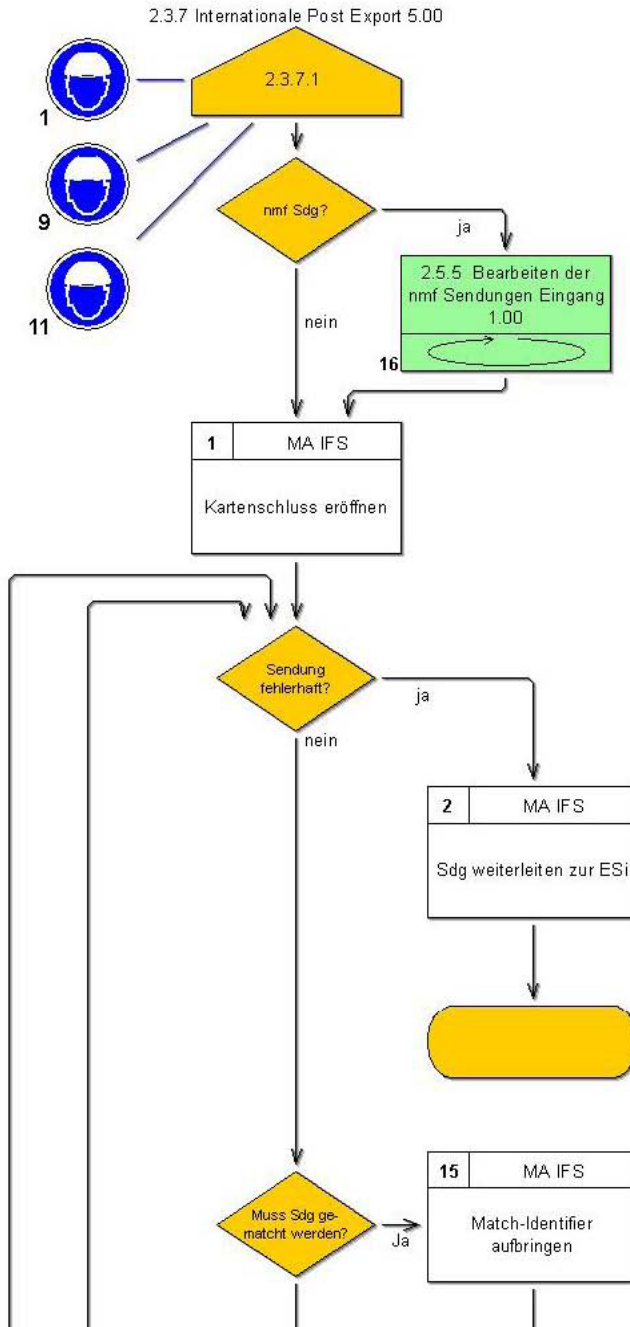 2.3.7 Internationale Post Export 5.00
2.3.7.1
1
9
11
nmf Sdg?
ja
nein
2.5.5 Bearbeiten der
nmf Sendungen Eingang
1.00
16
1 MA IFS
Kartenschluss eröffnen
Sendung
fehlerhaft?
ja
nein
2 MA IFS
Sdg weiterleiten zur ESi
Muss Sdg ge-
matcht werden?
Ja
15 MA IFS
Match-Identifier
aufbringen